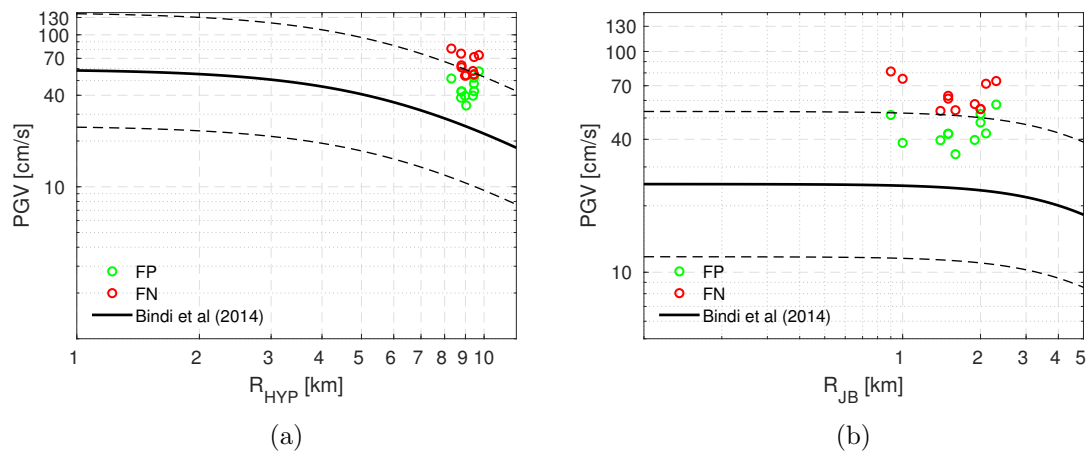 130
100
70
40
10
PGV [cm/s]
FP
FN
Bindi et al (2014)
1 2 3 4 5 6 7 8 9 10
R_HYP [km]
(a)
130
100
70
40
10
PGV [cm/s]
FP
FN
Bindi et al (2014)
1 2 3 4 5
R_JB [km]
(b)